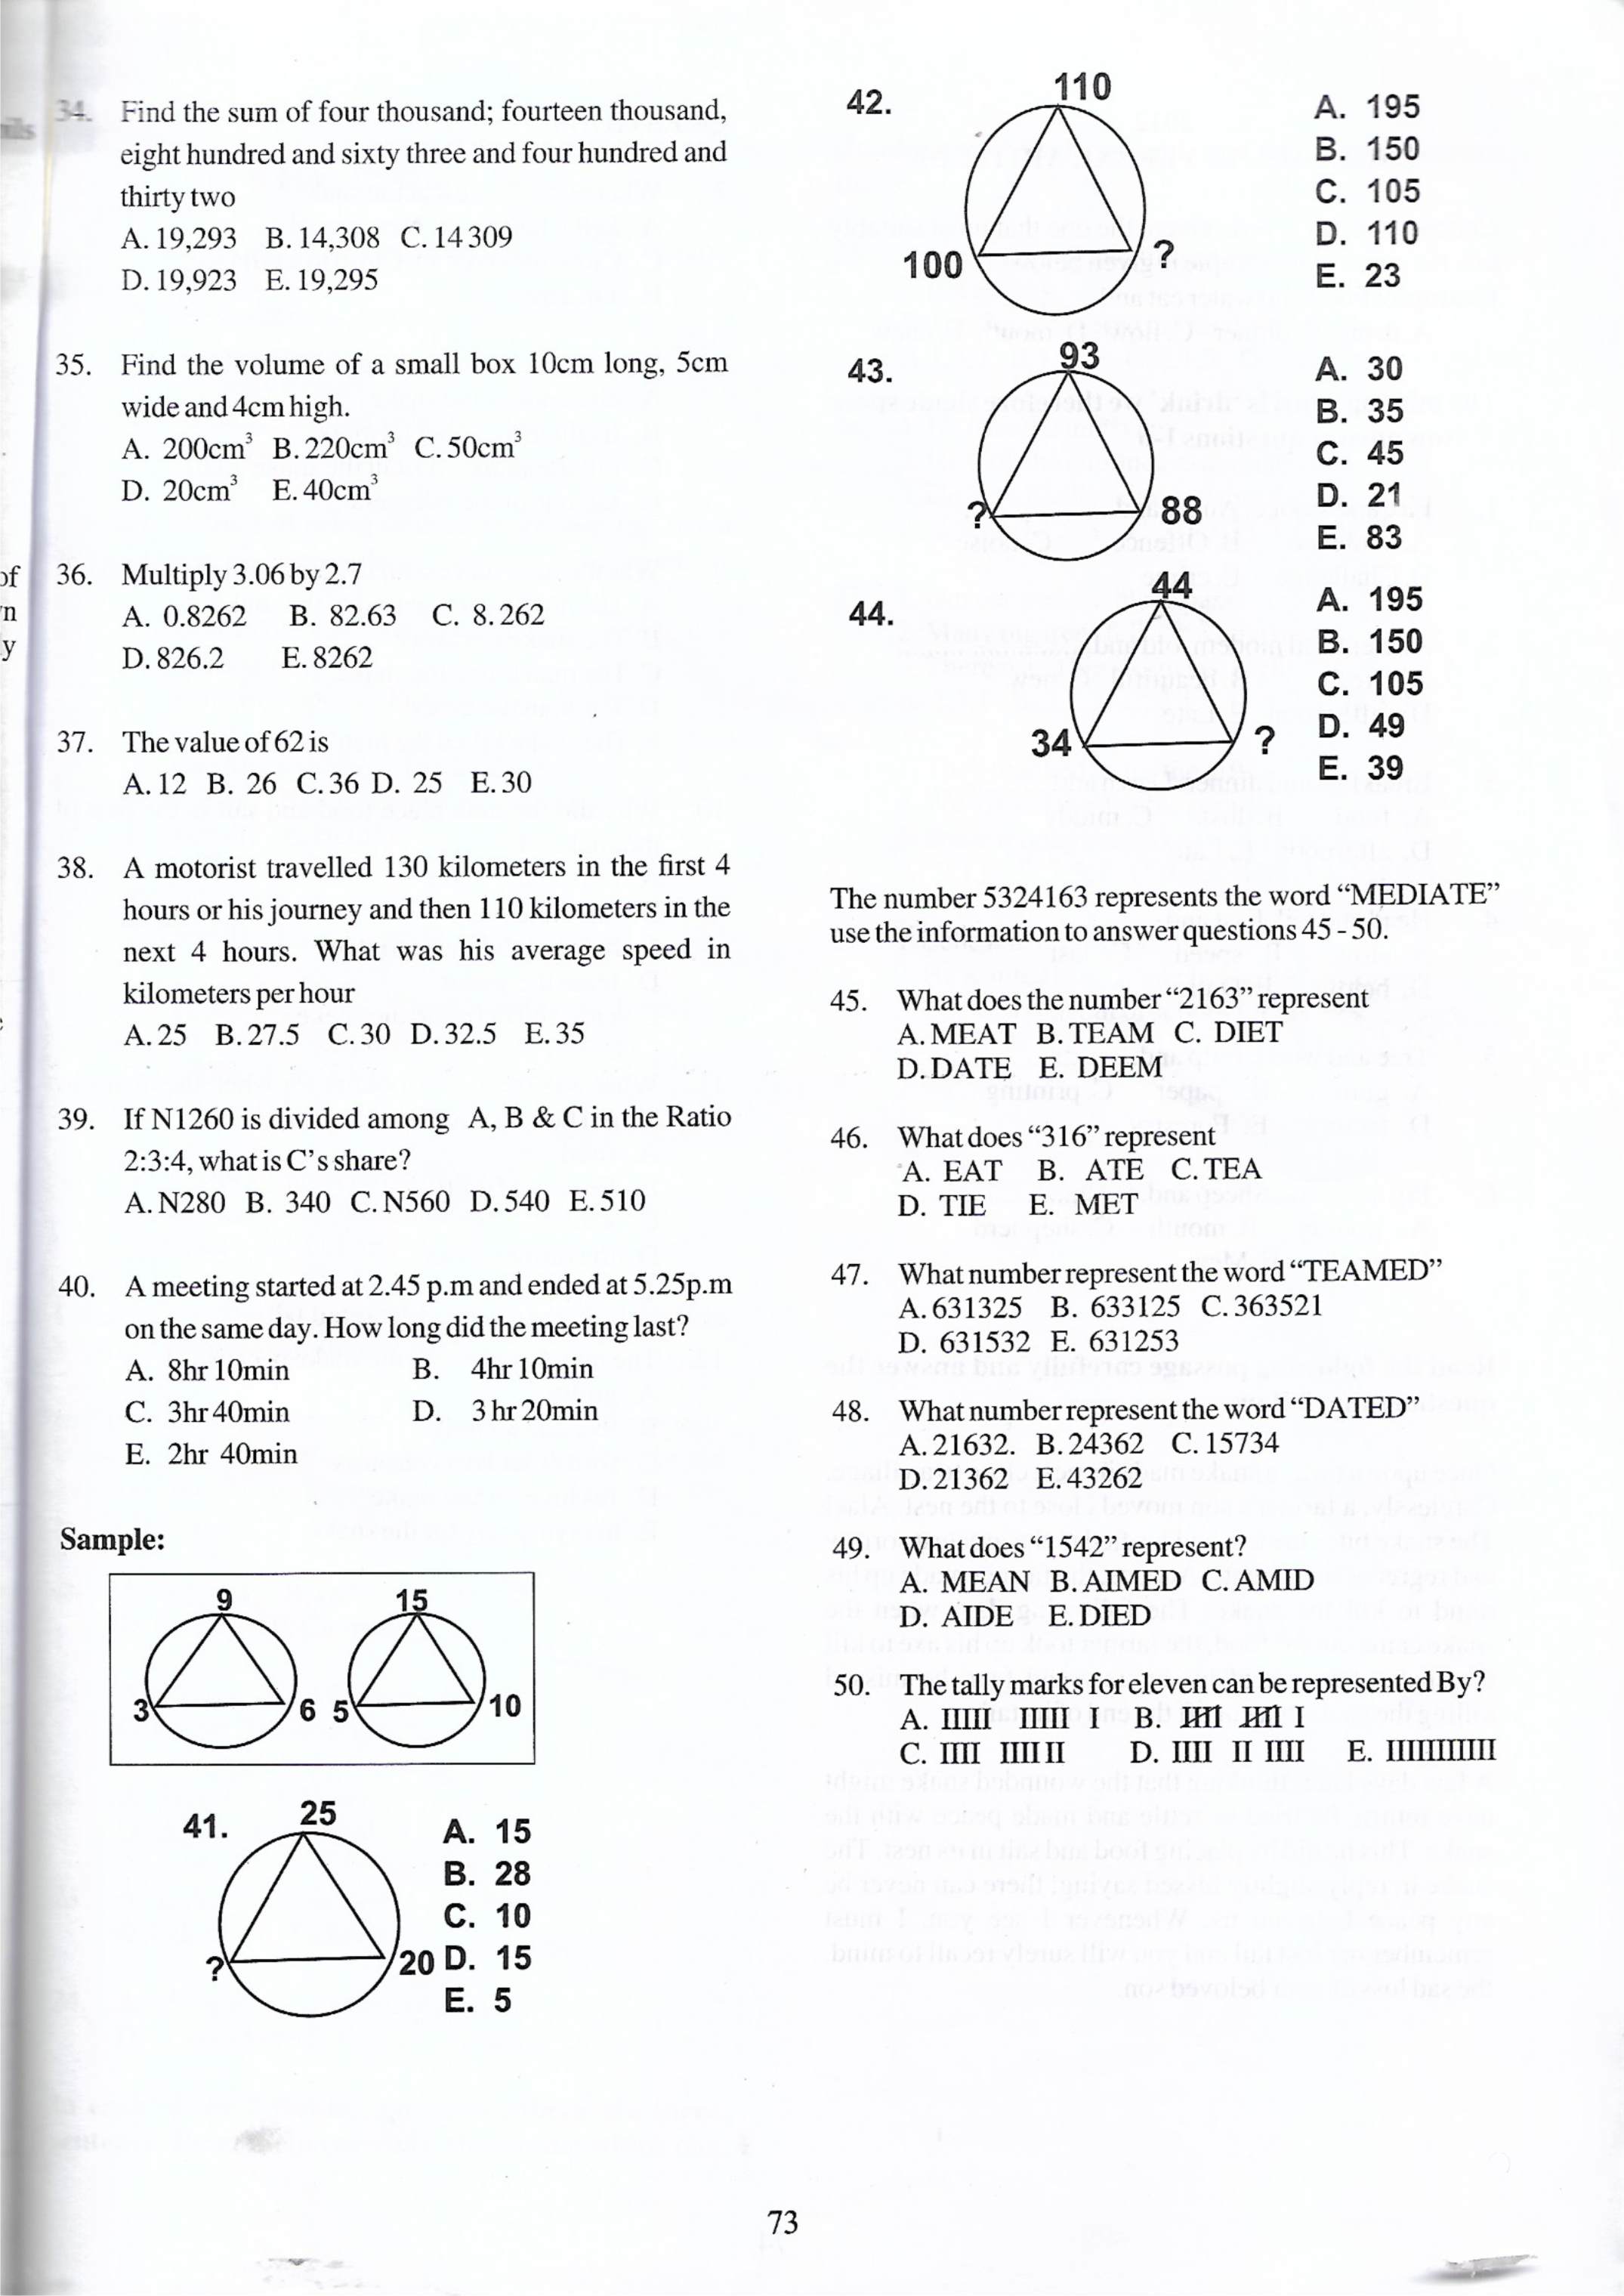 34. Find the sum of four thousand; fourteen thousand,
eight hundred and sixty three and four hundred and
thirty two
A. 19,293 B. 14,308 C. 14 309
D. 19,923 E. 19,295
35. Find the volume of a small box 10cm long, 5cm
wide and 4cm high.
A. 200cm³ B. 220cm³ C. 50cm³
D. 20cm³ E. 40cm³
36. Multiply 3.06 by 2.7
A. 0.8262 B. 82.63 C. 8.262
D. 826.2 E. 8262
37. The value of 62 is
A. 12 B. 26 C. 36 D. 25 E. 30
38. A motorist travelled 130 kilometers in the first 4
hours or his journey and then 110 kilometers in the
next 4 hours. What was his average speed in
kilometers per hour
A. 25 B. 27.5 C. 30 D. 32.5 E. 35
39. If N1260 is divided among A, B & C in the Ratio
2:3:4, what is C's share?
A. N280 B. 340 C. N560 D. 540 E. 510
40. A meeting started at 2.45 p.m and ended at 5.25p.m
on the same day. How long did the meeting last?
A. 8hr 10min B. 4hr 10min
C. 3hr 40min D. 3 hr 20min
E. 2hr 40min
Sample:
9 15
3 6 5 10
41. 25
? 20
A. 15
B. 28
C. 10
D. 15
E. 5
42. 110
100 ?
A. 195
B. 150
C. 105
D. 110
E. 23
43. 93
? 88
A. 30
B. 35
C. 45
D. 21
E. 83
44. 44
34 ?
A. 195
B. 150
C. 105
D. 49
E. 39
The number 5324163 represents the word “MEDIATE”
use the information to answer questions 45 - 50.
45. What does the number “2163” represent
A. MEAT B. TEAM C. DIET
D. DATE E. DEEM
46. What does “316” represent
A. EAT B. ATE C. TEA
D. TIE E. MET
47. What number represent the word “TEAMED”
A. 631325 B. 633125 C. 363521
D. 631532 E. 631253
48. What number represent the word “DATED”
A. 21632. B. 24362 C. 15734
D. 21362 E. 43262
49. What does “1542” represent?
A. MEAN B. AIMED C. AMID
D. AIDE E. DIED
50. The tally marks for eleven can be represented By?
A. IIIII IIIII I B. IIII IIII I
C. IIII IIIII II D. IIII II IIII E. IIIIIIIIIII
73